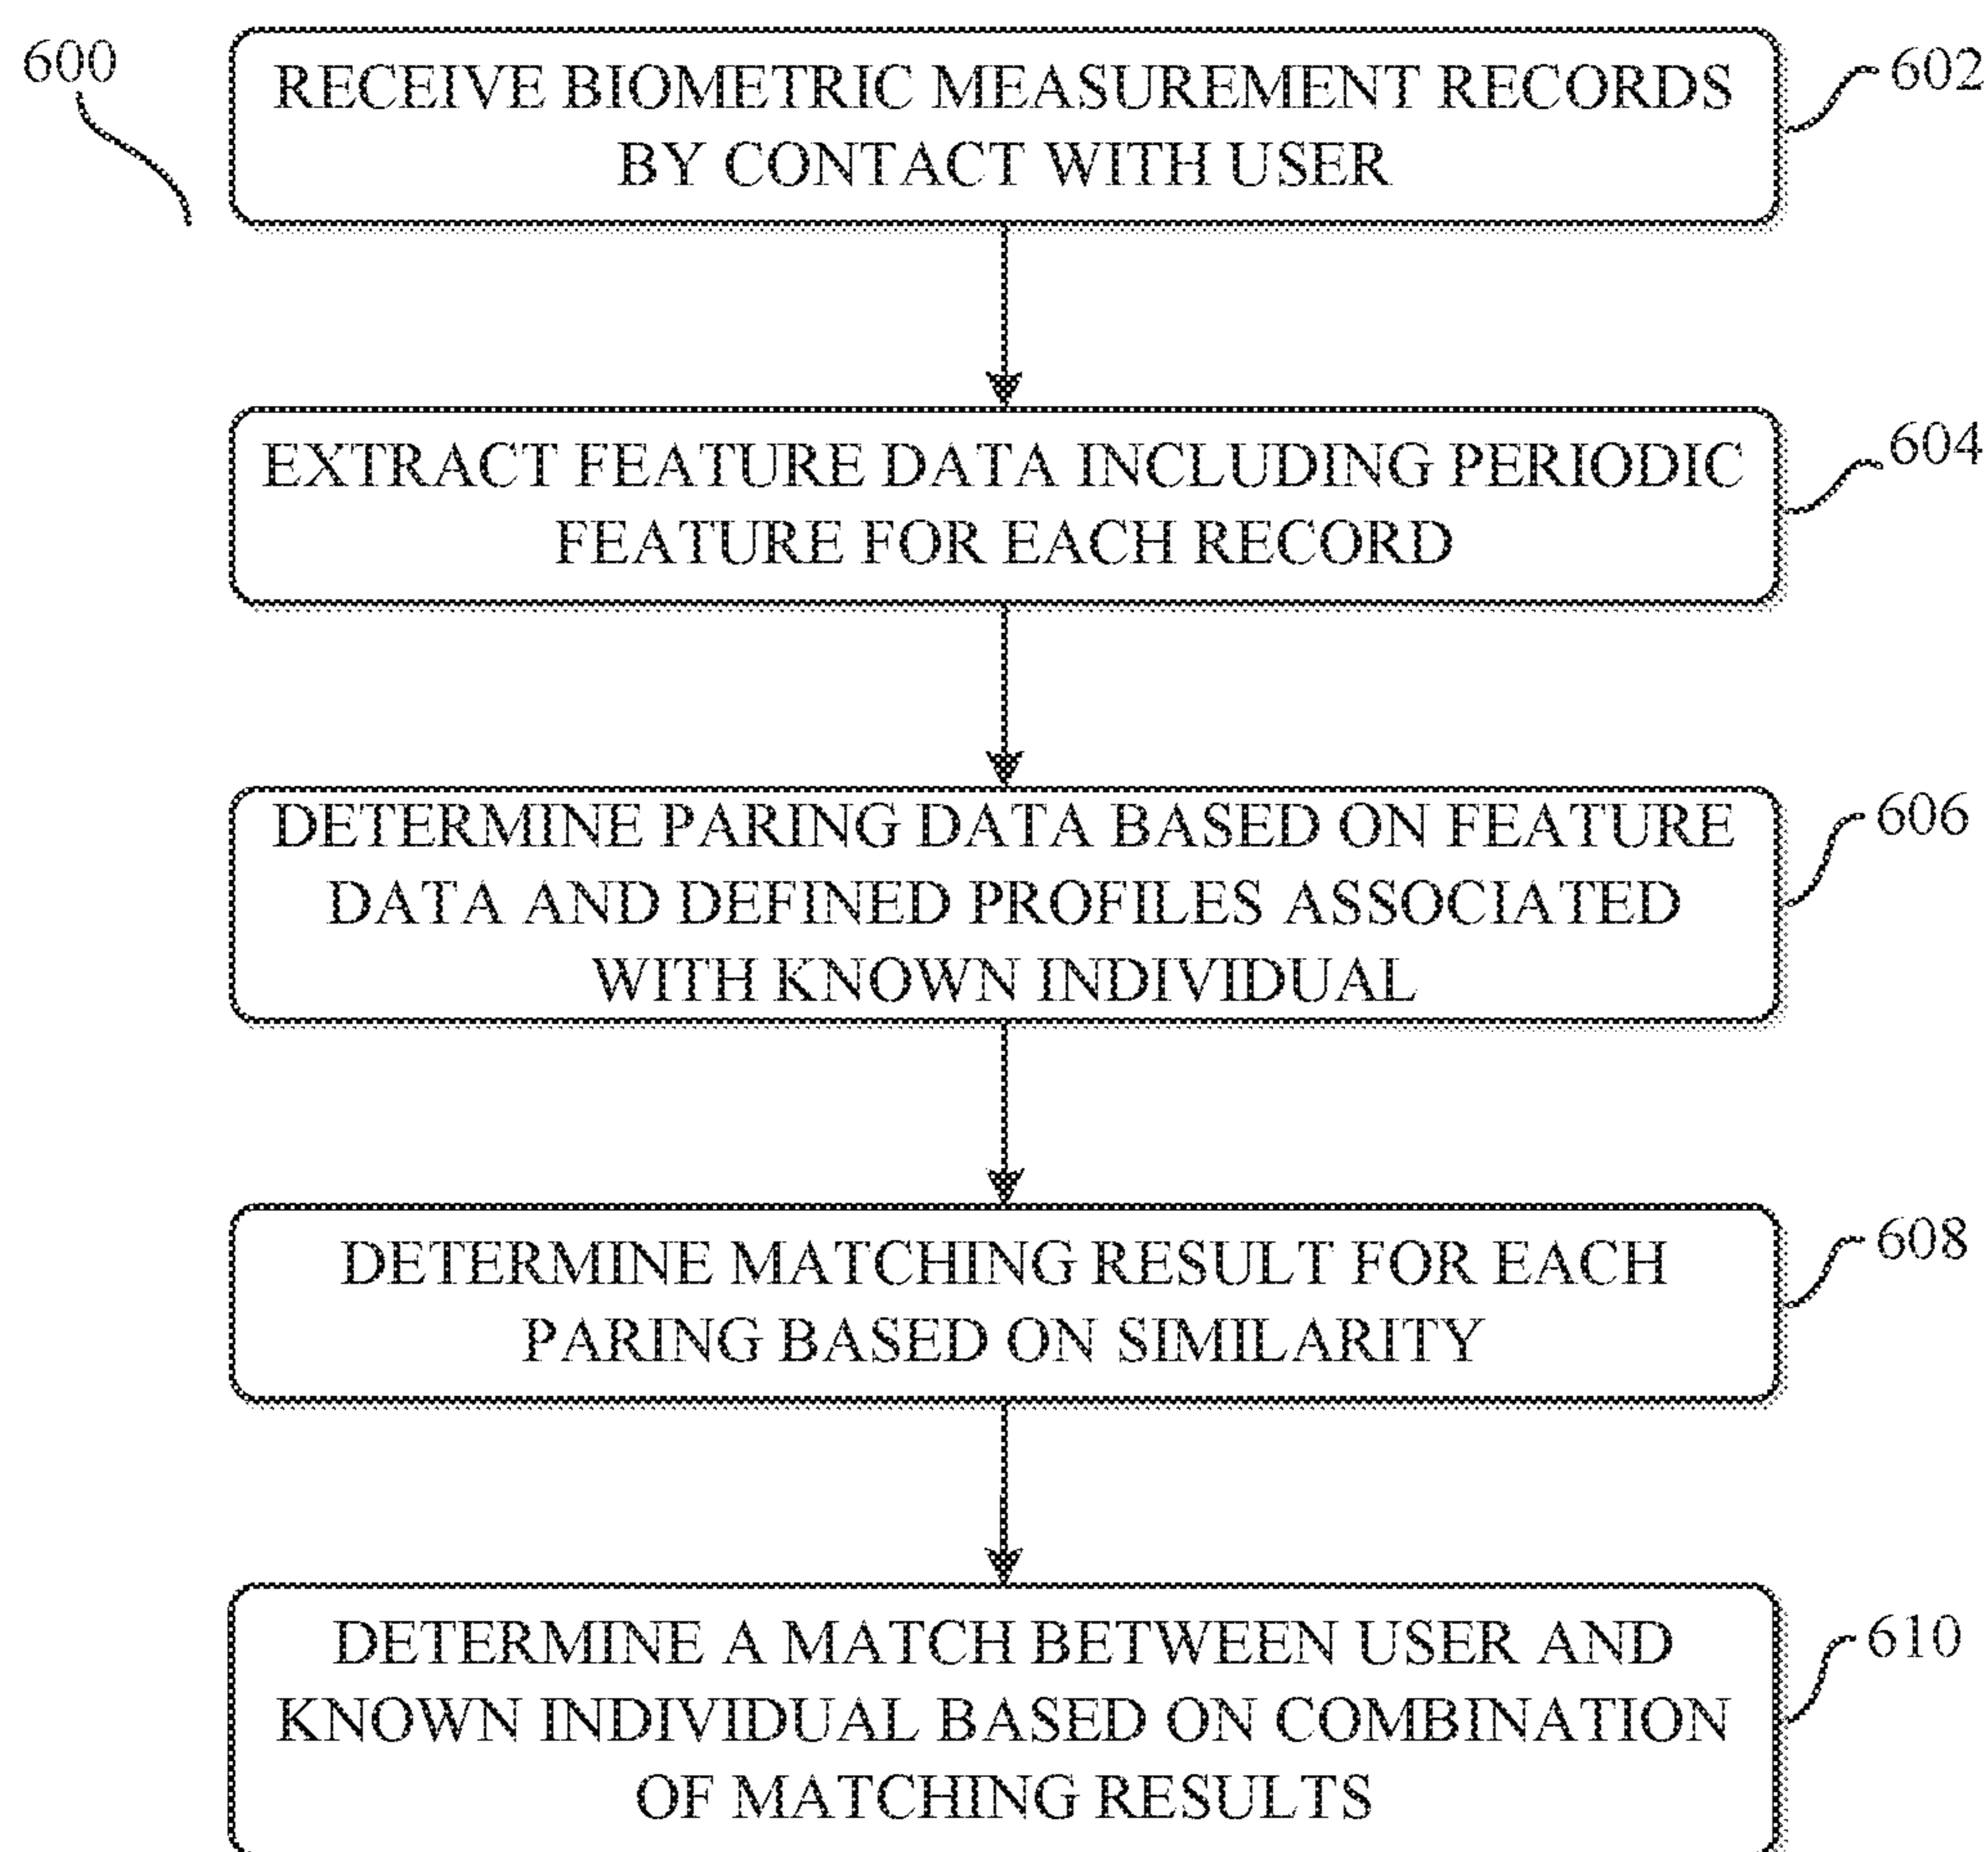 600
RECEIVE BIOMETRIC MEASUREMENT RECORDS
BY CONTACT WITH USER
602
EXTRACT FEATURE DATA INCLUDING PERIODIC
FEATURE FOR EACH RECORD
604
DETERMINE PARING DATA BASED ON FEATURE
DATA AND DEFINED PROFILES ASSOCIATED
WITH KNOWN INDIVIDUAL
606
DETERMINE MATCHING RESULT FOR EACH
PARING BASED ON SIMILARITY
608
DETERMINE A MATCH BETWEEN USER AND
KNOWN INDIVIDUAL BASED ON COMBINATION
OF MATCHING RESULTS
610